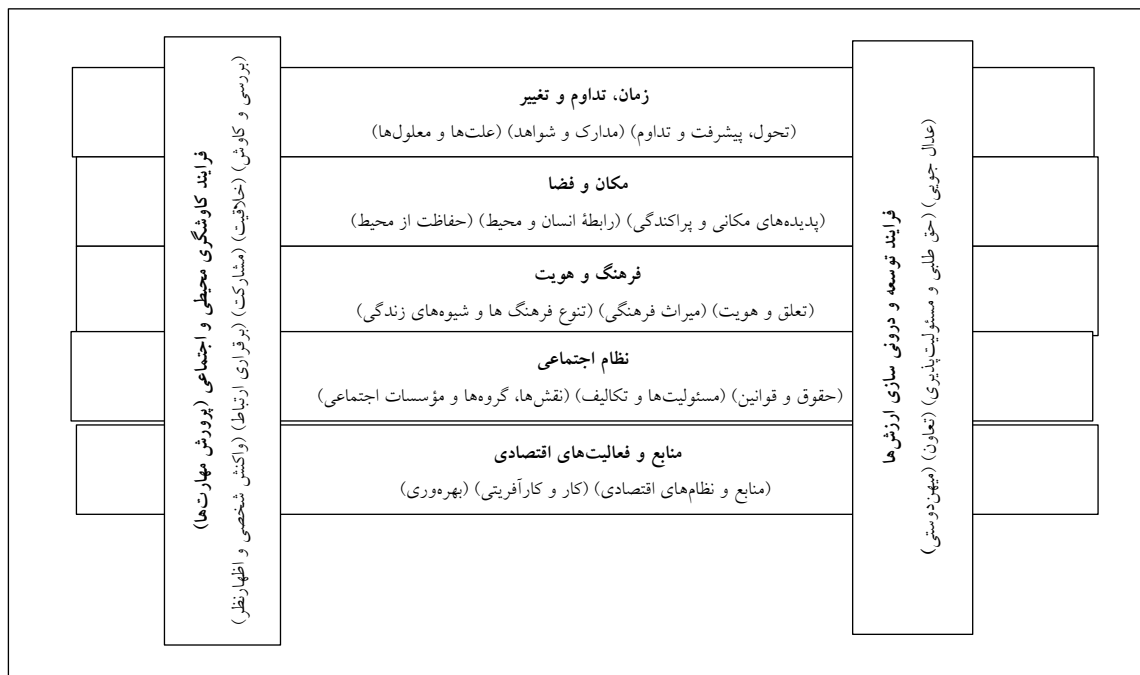 زمان، تداوم و تغییر
(تحول، پیشرفت و تداوم) (مدارک و شواهد) (علت‌ها و معلول‌ها)
مکان و فضا
(پدیده‌های مکانی و پراکندگی) (رابطهٔ انسان و محیط) (حفاظت از محیط)
فرهنگ و هویت
(تعلق و هویت) (میراث فرهنگی) (تنوع فرهنگ ها و شیوه‌های زندگی)
نظام اجتماعی
(حقوق و قوانین) (مسئولیت‌ها و تکالیف) (نقش‌ها، گروه‌ها و مؤسسات اجتماعی)
منابع و فعالیت‌های اقتصادی
(منابع و نظام‌های اقتصادی) (کار و کارآفرینی) (بهره‌وری)
فرایند توسعه و درونی سازی ارزش‌ها
(عدال جویی) (حق طلبی و مسئولیت‌پذیری) (تعاون) (میهن‌دوستی)
فرایند کاوشگری محیطی و اجتماعی (پرورش مهارت‌ها)
(بررسی و کاوش) (خلاقیت) (مشارکت) (برقراری ارتباط) (واکنش شخصی و اظهارنظر)